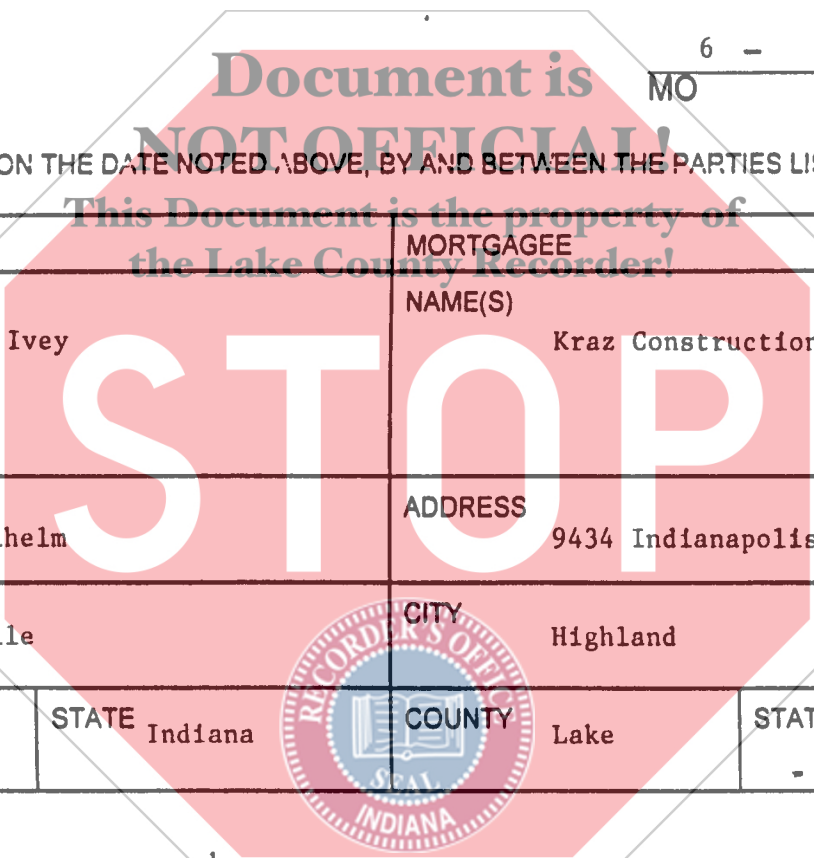 Document is
6 -
MO
NOT OFFICIAL!
ON THE DATE NOTED ABOVE, BY AND BETWEEN THE PARTIES LIS
This Document is the property of
MORTGAGEE
the Lake County Recorder!
NAME(S)
Ivey Kraz Construction
STOP
ADDRESS
helm 9434 Indianapolis
CITY
le Highland
RECORDER'S OFFICE
STATE Indiana COUNTY Lake STAT
-
SEAL
INDIANA